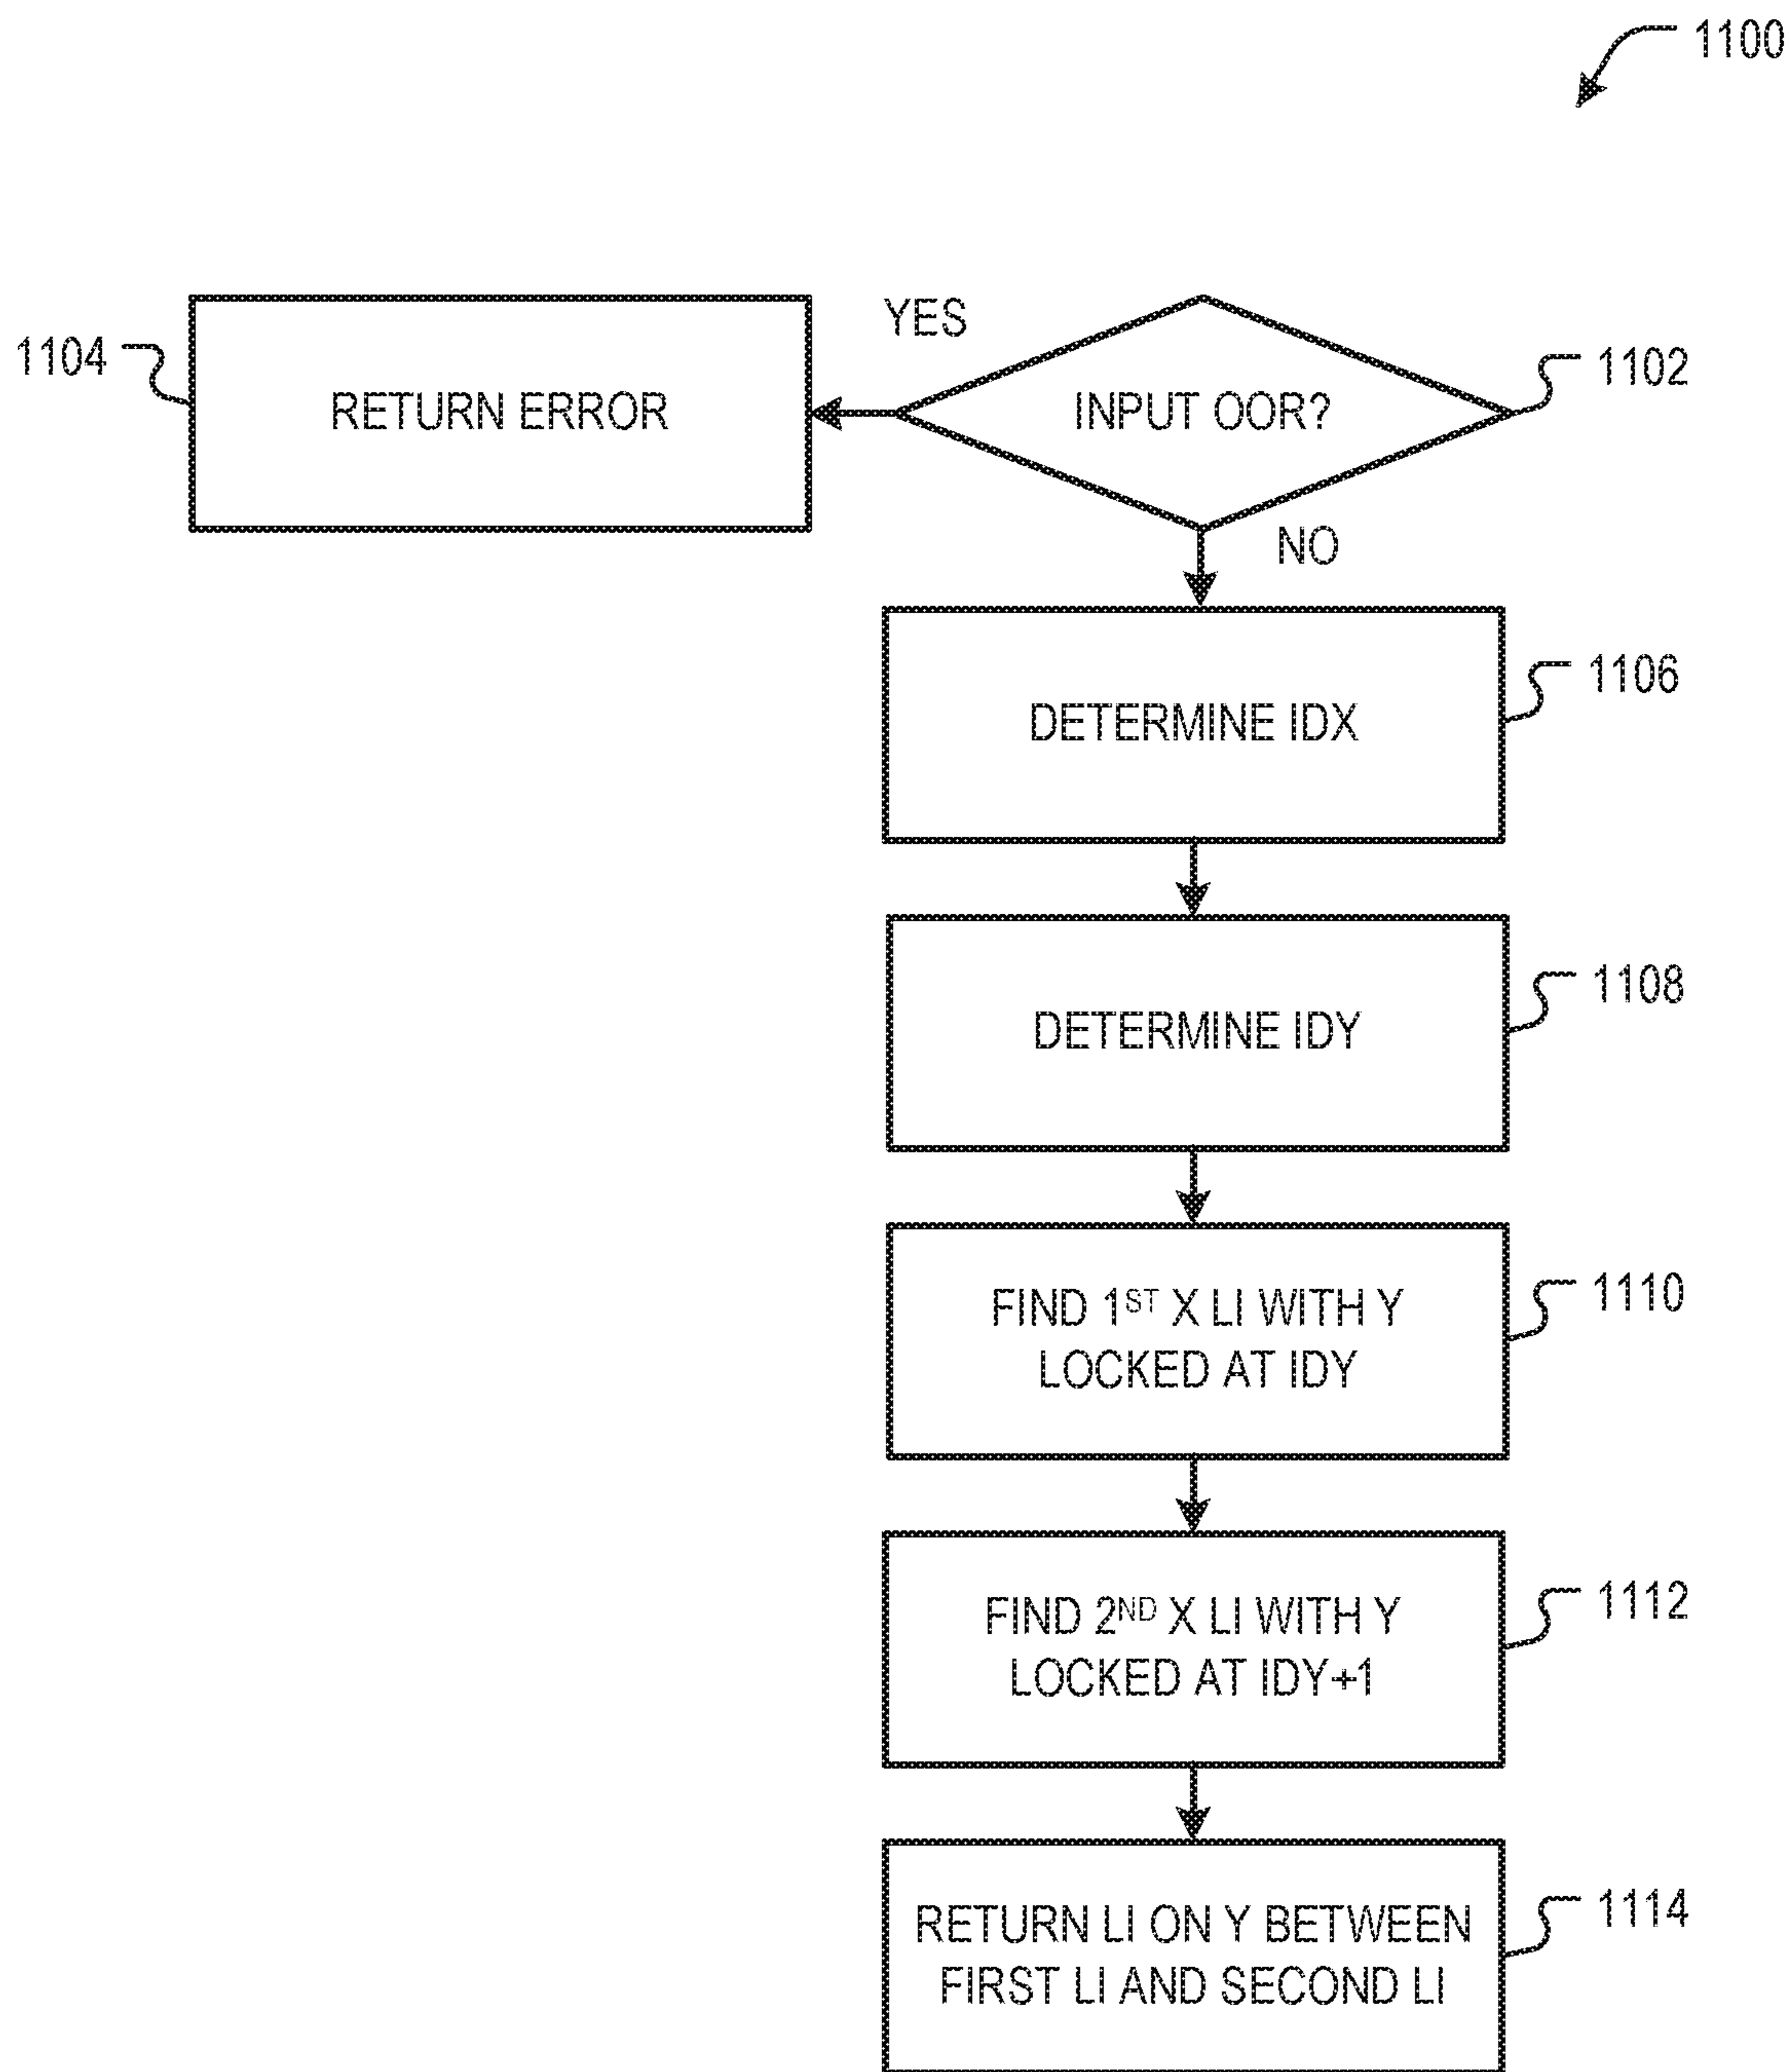 1100
YES
1104
RETURN ERROR
INPUT OOR?
1102
NO
DETERMINE IDX
1106
DETERMINE IDY
1108
FIND 1ST X LI WITH Y
LOCKED AT IDY
1110
FIND 2ND X LI WITH Y
LOCKED AT IDY+1
1112
RETURN LI ON Y BETWEEN
FIRST LI AND SECOND LI
1114